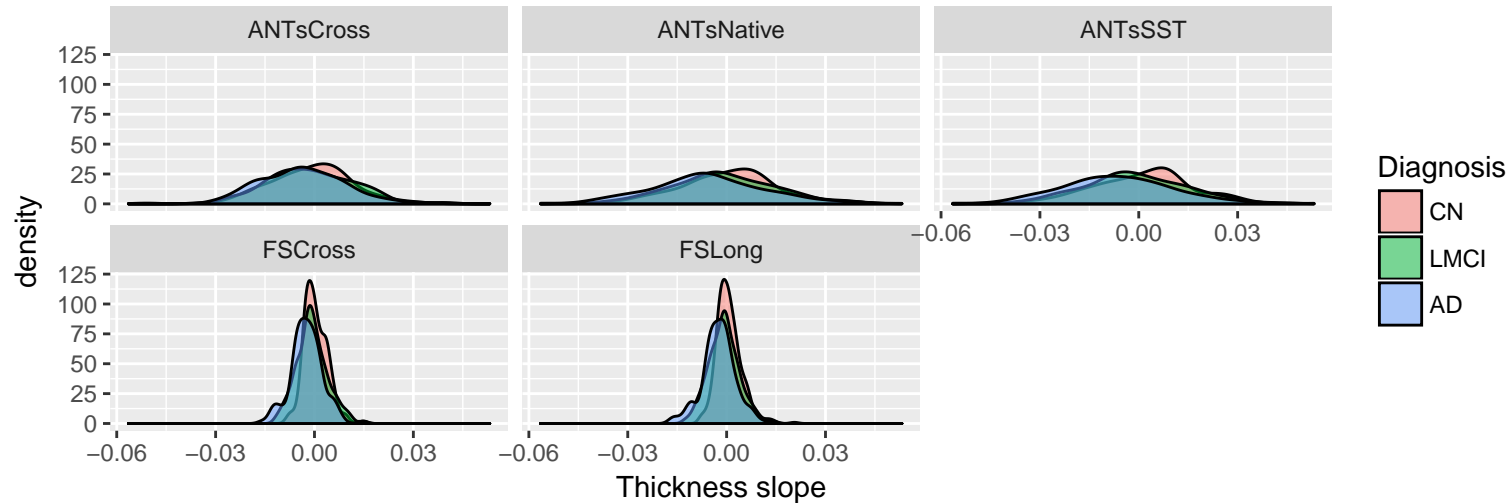 ANTsCross ANTsNative ANTsSST
125
100
75
50
25
0
−0.06 −0.03 0.00 0.03
FSCross FSLong
125
100
75
50
25
0
−0.06 −0.03 0.00 0.03 −0.06 −0.03 0.00 0.03
Thickness slope
density
Diagnosis
CN
LMCI
AD